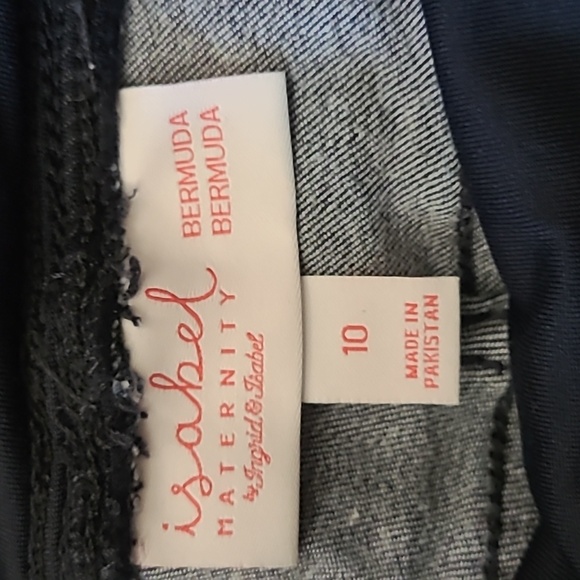 isabel
MATERNITY
by Ingrid & Isabel
BERMUDA
BERMUDA
10
MADE IN
PAKISTAN